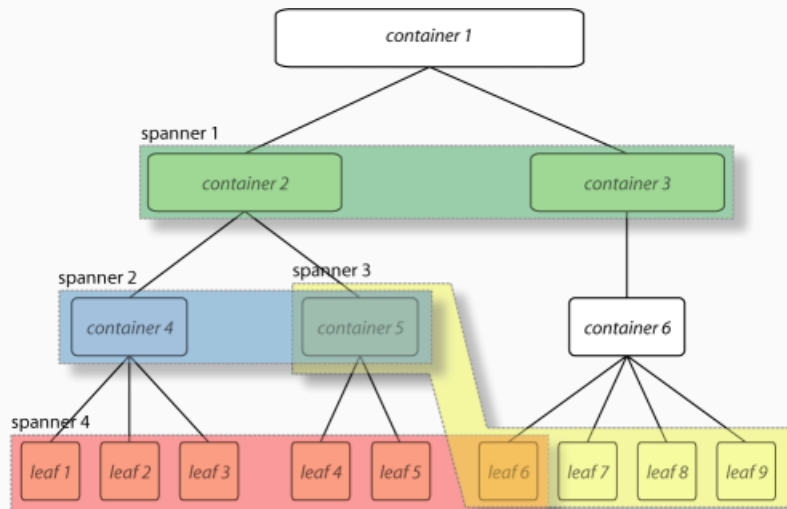 container 1
spanner 1
container 2
container 3
spanner 2
spanner 3
container 4
container 5
container 6
spanner 4
leaf 1
leaf 2
leaf 3
leaf 4
leaf 5
leaf 6
leaf 7
leaf 8
leaf 9